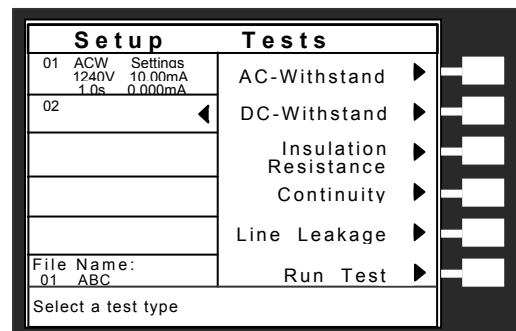 Setup Tests
01 ACW Settings
1240V 10.00mA
1.0s 0.000mA
02
AC-Withstand
DC-Withstand
Insulation
Resistance
Continuity
Line Leakage
Run Test
File Name:
01 ABC
Select a test type